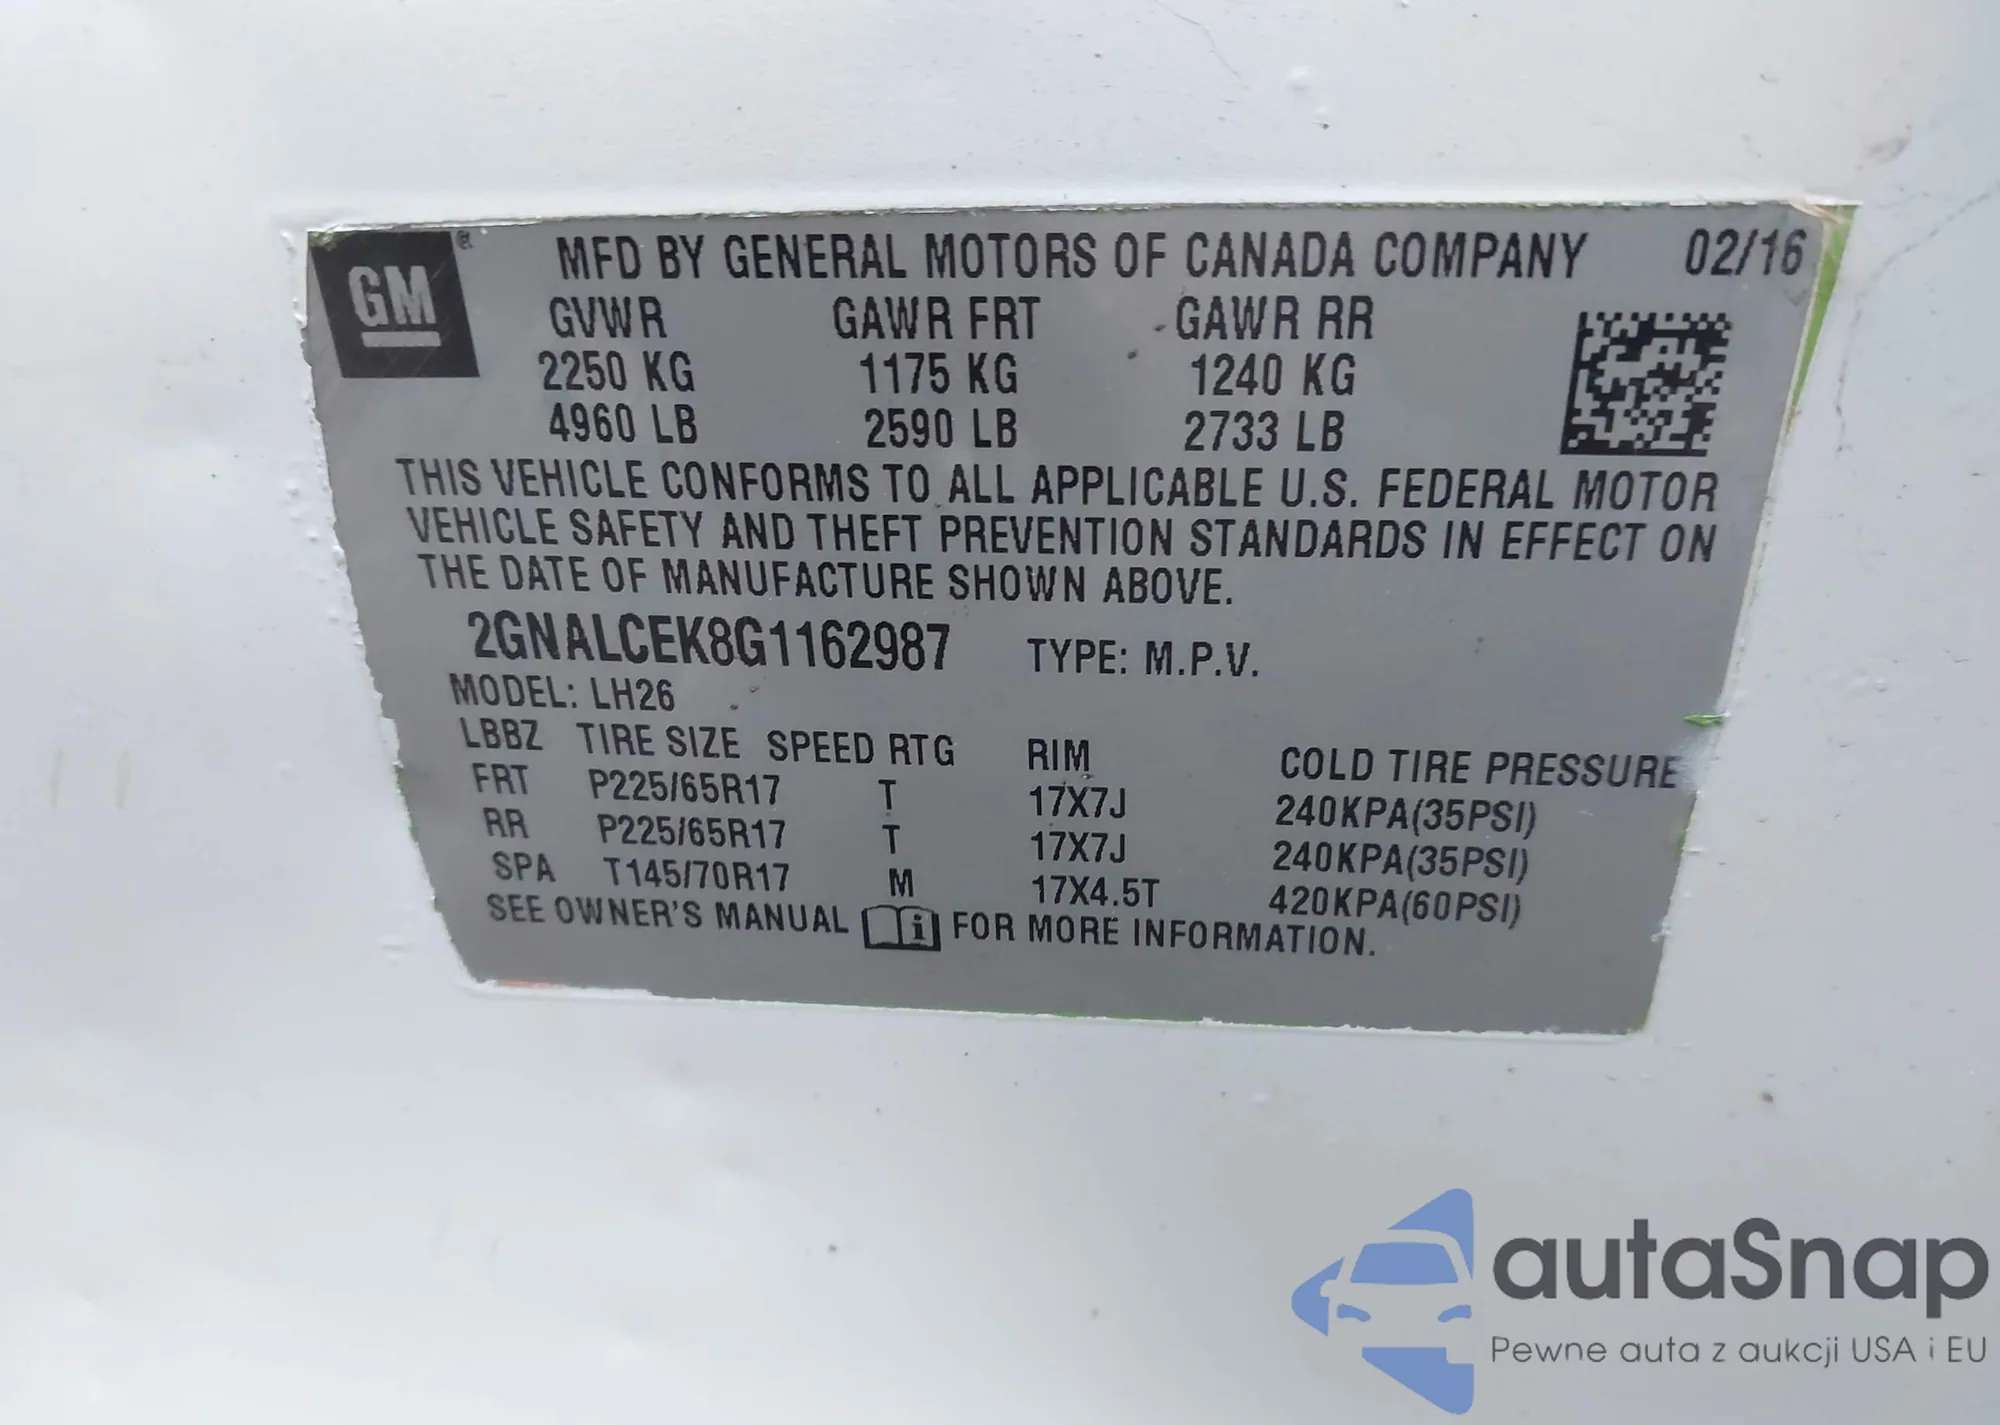 GM®
MFD BY GENERAL MOTORS OF CANADA COMPANY 02/16
GVWR GAWR FRT GAWR RR
2250 KG 1175 KG 1240 KG
4960 LB 2590 LB 2733 LB
THIS VEHICLE CONFORMS TO ALL APPLICABLE U.S. FEDERAL MOTOR
VEHICLE SAFETY AND THEFT PREVENTION STANDARDS IN EFFECT ON
THE DATE OF MANUFACTURE SHOWN ABOVE.
2GNALCEK8G1162987 TYPE: M.P.V.
MODEL: LH26
LBBZ TIRE SIZE SPEED RTG RIM COLD TIRE PRESSURE
FRT P225/65R17 T 17X7J 240KPA(35PSI)
RR P225/65R17 T 17X7J 240KPA(35PSI)
SPA T145/70R17 M 17X4.5T 420KPA(60PSI)
SEE OWNER'S MANUAL i FOR MORE INFORMATION.
autaSnap
Pewne auta z aukcji USA i EU